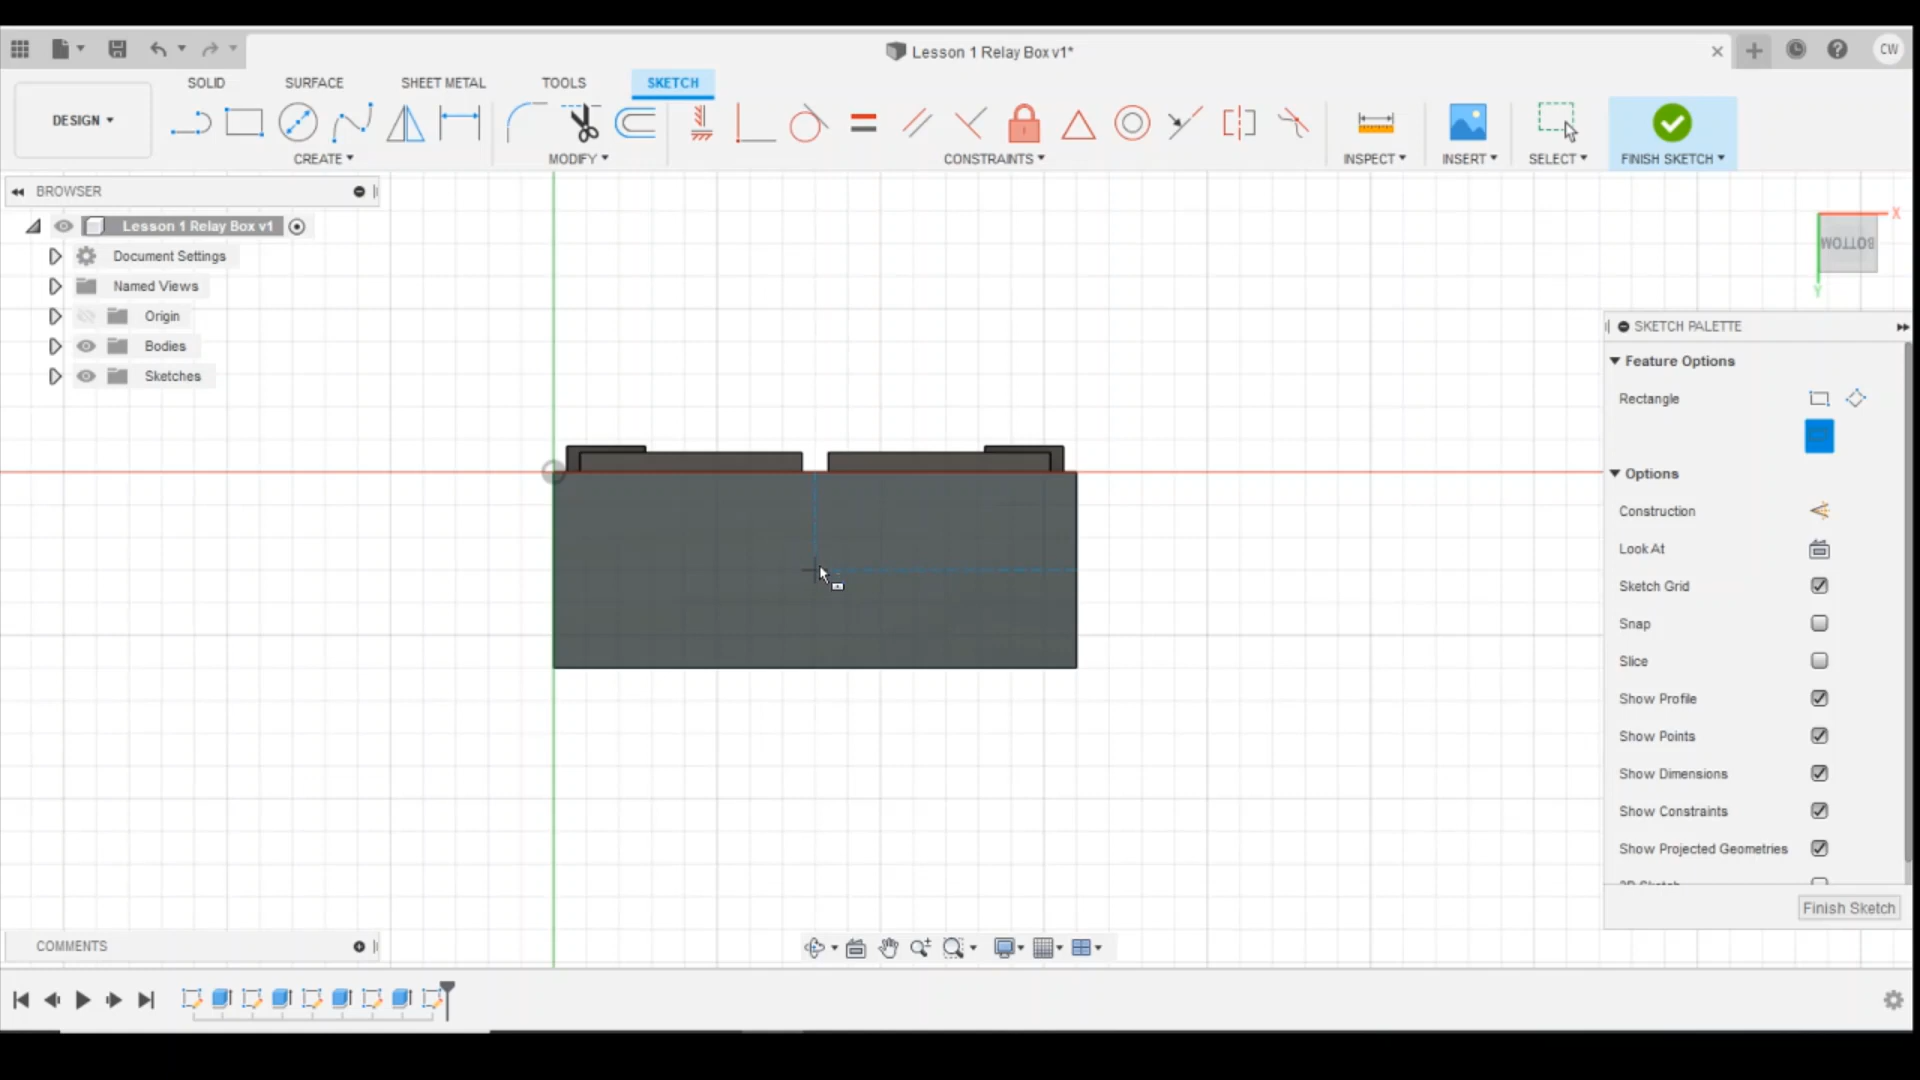 Lesson 1 Relay Box v1*
CW
SOLID
SURFACE
SHEET METAL
TOOLS
SKETCH
DESIGN
CREATE
MODIFY
CONSTRAINTS
INSPECT
INSERT
SELECT
FINISH SKETCH
BROWSER
Lesson 1 Relay Box v1
Document Settings
Named Views
Origin
Bodies
Sketches
X
BOTTOM
Y
SKETCH PALETTE
Feature Options
Rectangle
Options
Construction
Look At
Sketch Grid
Snap
Slice
Show Profile
Show Points
Show Dimensions
Show Constraints
Show Projected Geometries
3D Sketch
Finish Sketch
COMMENTS